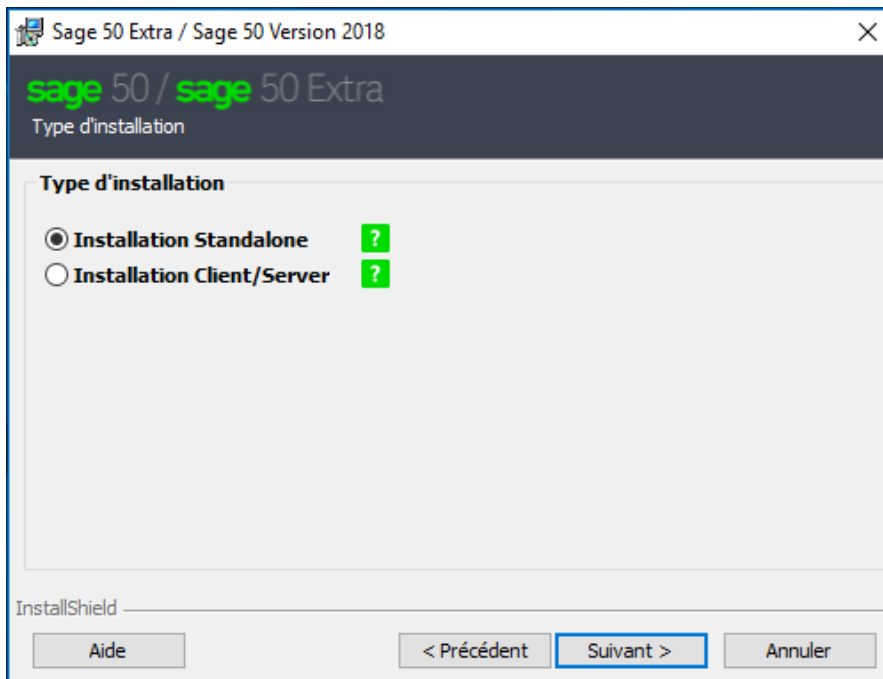 Sage 50 Extra / Sage 50 Version 2018
sage 50 / sage 50 Extra
Type d'installation
Type d'installation
Installation Standalone ?
Installation Client/Server ?
InstallShield
Aide < Précédent Suivant > Annuler